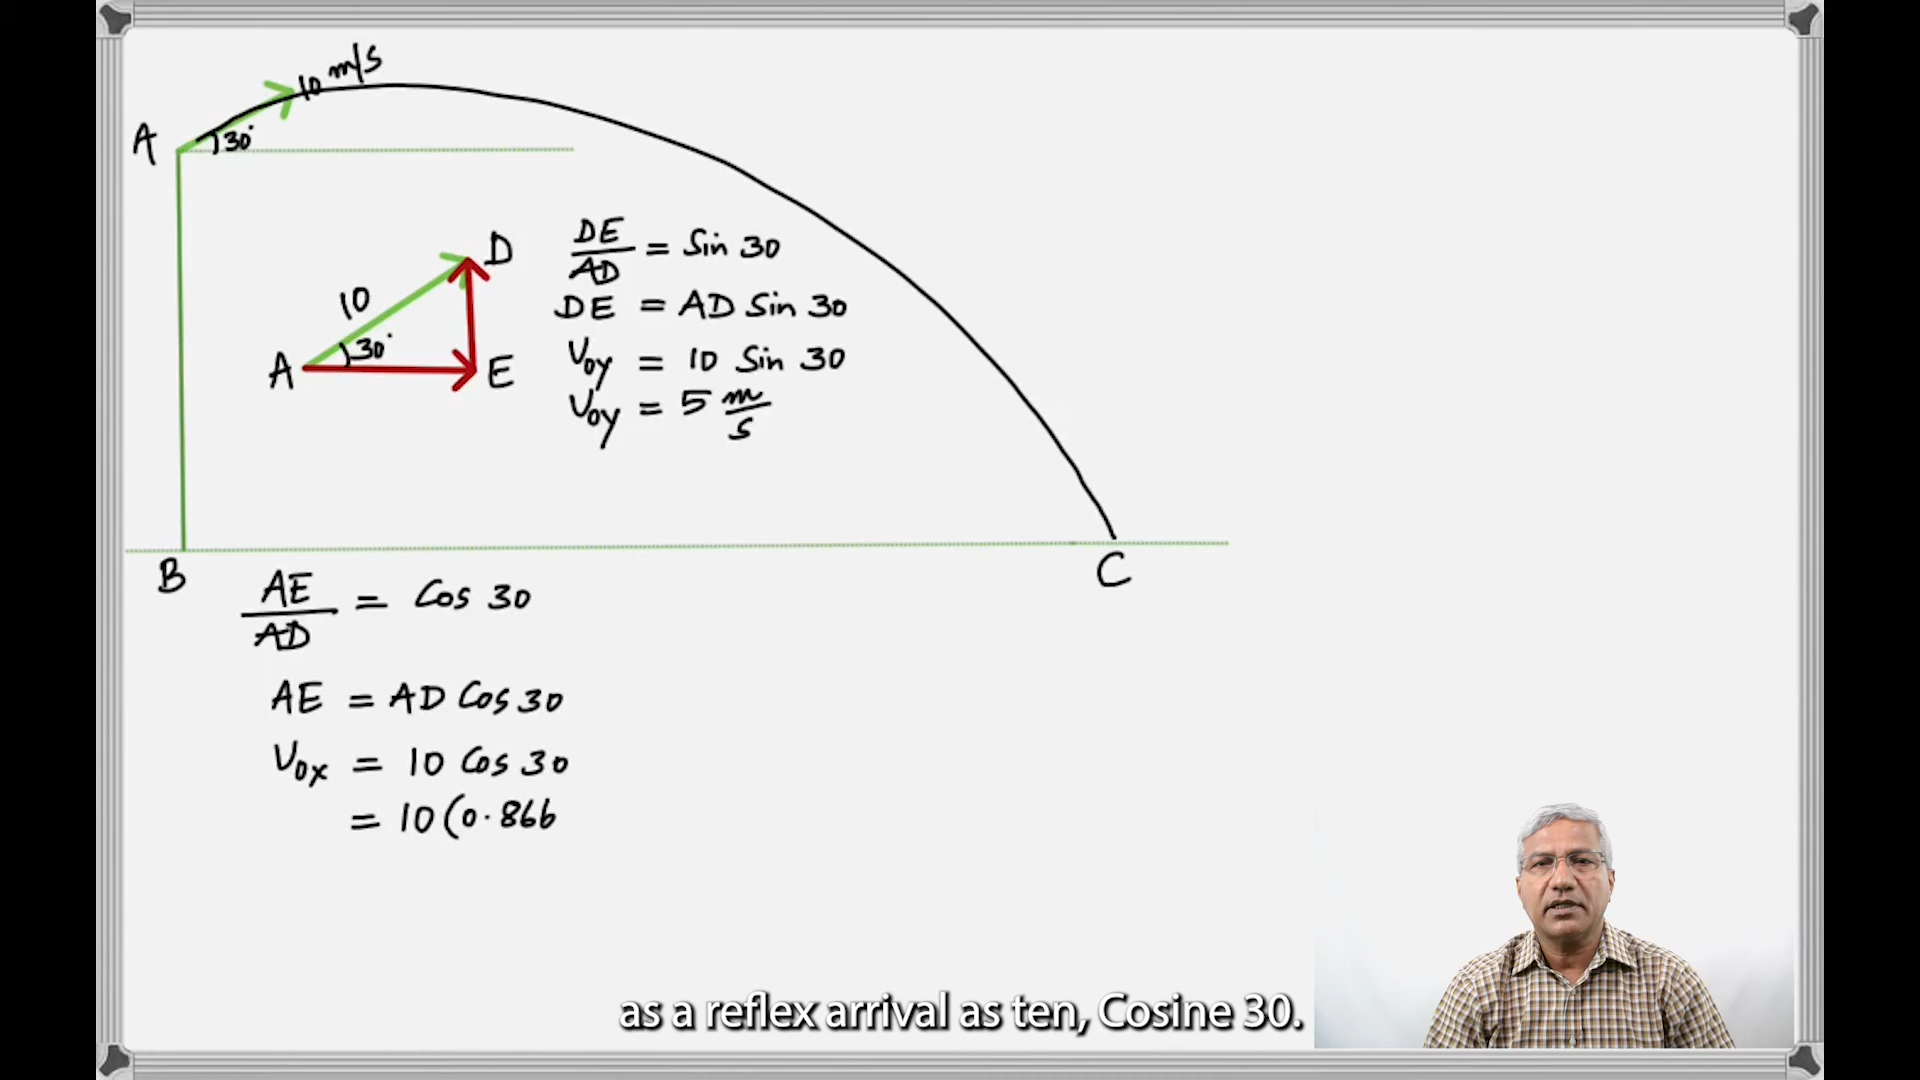 10 m/s
A
30°
D
10
30°
A
E
DE/AD = Sin 30
DE = AD Sin 30
Voy = 10 Sin 30
Voy = 5 m/s
B
C
AE/AD = Cos 30
AE = AD Cos 30
Vox = 10 Cos 30
= 10 (0.866
as a reflex arrival as ten, Cosine 30.